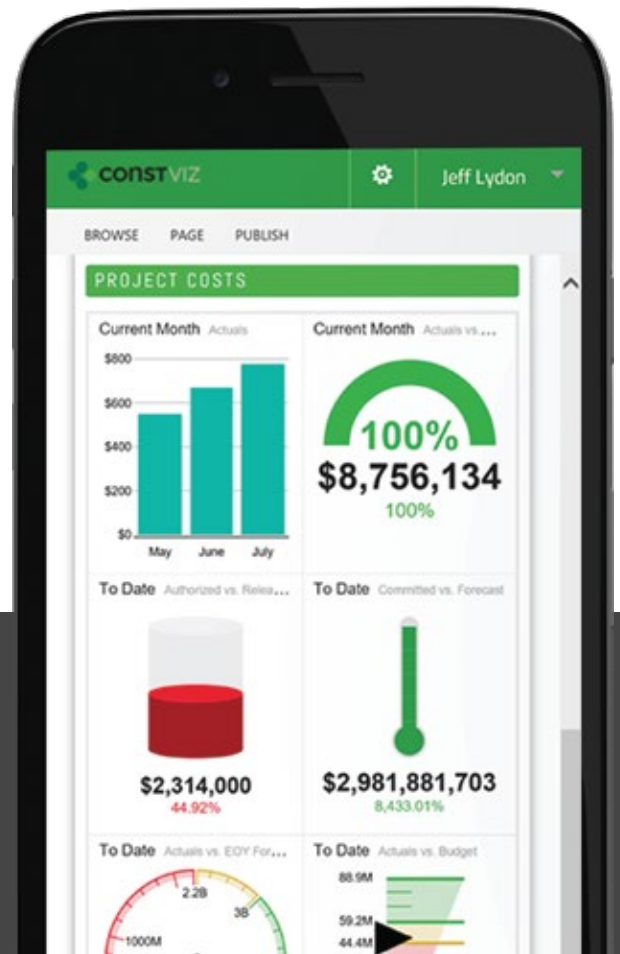 CONSTVIZ
Jeff Lydon
BROWSE PAGE PUBLISH
PROJECT COSTS
Current Month Actuals
$800
$600
$400
$200
$0
May June July
Current Month Actuals vs....
100%
$8,756,134
100%
To Date Authorized vs. Relea...
$2,314,000
44.92%
To Date Committed vs. Forecast
$2,981,881,703
8,433.01%
To Date Actuals vs. EOY For...
2.2B
3B
1000M
To Date Actuals vs. Budget
88.9M
59.2M
44.4M